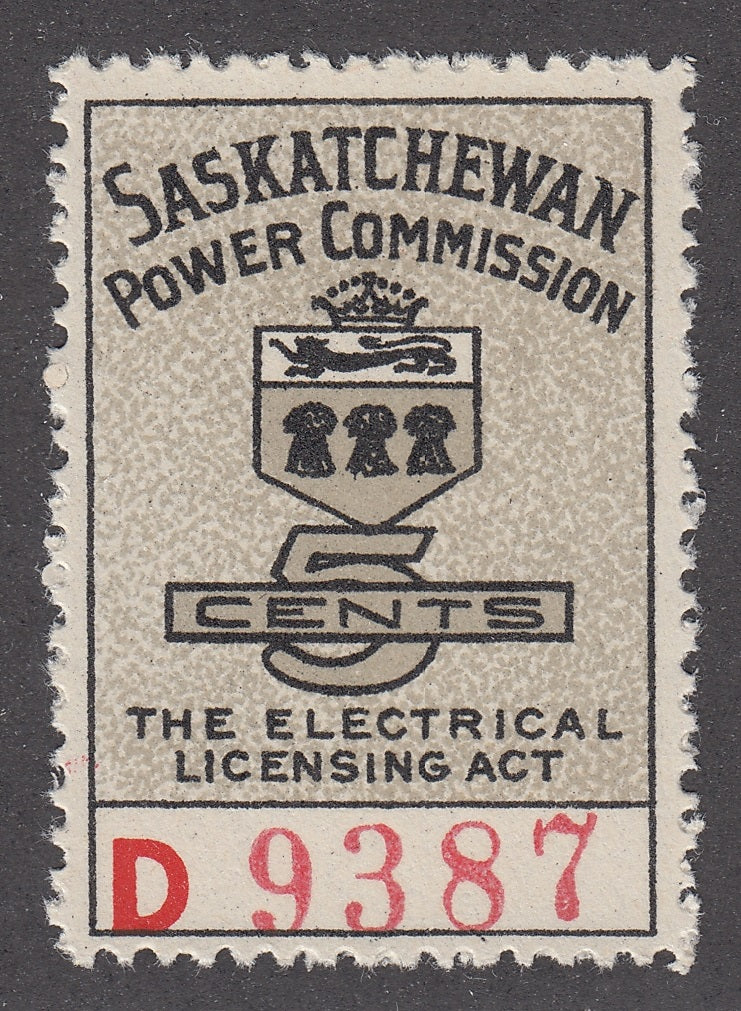 SASKATCHEWAN
POWER COMMISSION
5
CENTS
THE ELECTRICAL
LICENSING ACT
D 9387